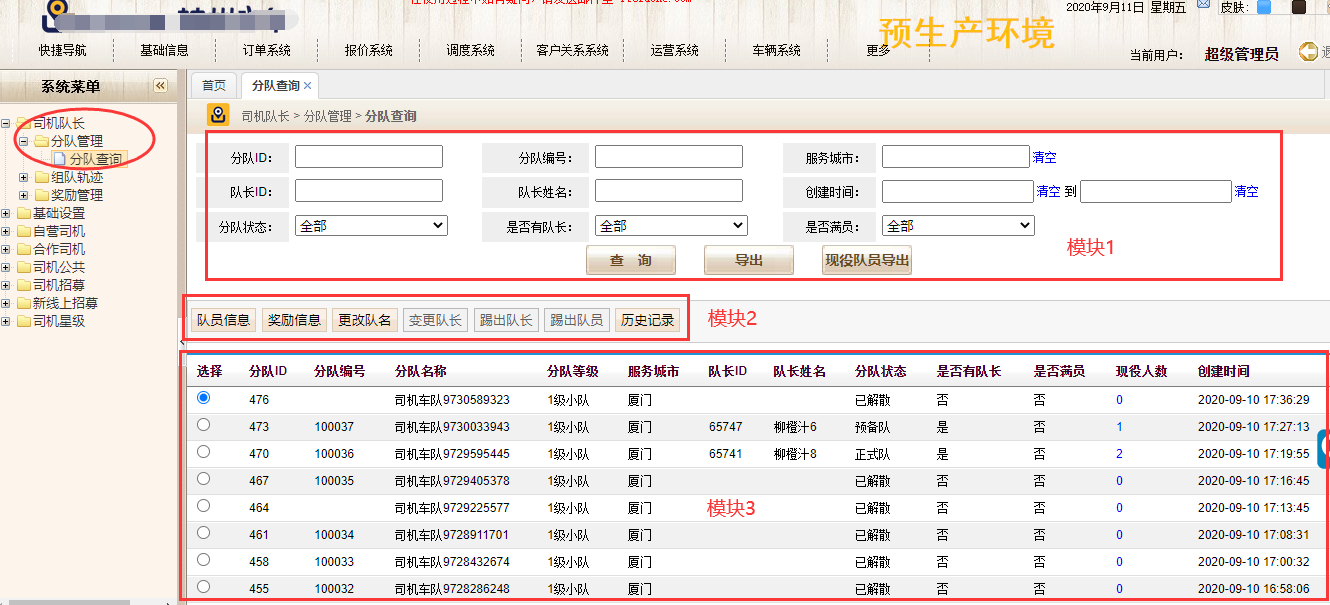 2020年9月11日 星期五 皮肤:
快捷导航 基础信息 订单系统 报价系统 调度系统 客户关系系统 运营系统 车辆系统 更多
预生产环境
当前用户: 超级管理员
系统菜单
首页 分队查询
司机队长 > 分队管理 > 分队查询
司机队长
分队管理
分队查询
组队轨迹
奖励管理
基础设置
自营司机
合作司机
司机公共
司机招募
新线上招募
司机星级
分队ID: 分队编号: 服务城市: 清空
队长ID: 队长姓名: 创建时间: 清空 到 清空
分队状态: 全部 是否有队长: 全部 是否满员: 全部
模块1
查 询 导出 现役队员导出
队员信息 奖励信息 更改队名 变更队长 踢出队长 踢出队员 历史记录
模块2
选择 分队ID 分队编号 分队名称 分队等级 服务城市 队长ID 队长姓名 分队状态 是否有队长 是否满员 现役人数 创建时间
476 司机车队9730589323 1级小队 厦门 已解散 否 否 0 2020-09-10 17:36:29
473 100037 司机车队9730033943 1级小队 厦门 65747 柳橙汁6 预备队 是 否 1 2020-09-10 17:27:13
470 100036 司机车队9729595445 1级小队 厦门 65741 柳橙汁8 正式队 是 否 2 2020-09-10 17:19:55
467 100035 司机车队9729405378 1级小队 厦门 已解散 否 否 0 2020-09-10 17:16:45
464 司机车队9729225577 1级小队 厦门 已解散 否 否 0 2020-09-10 17:13:45
模块3
461 100034 司机车队9728911701 1级小队 厦门 已解散 否 否 0 2020-09-10 17:08:31
458 100033 司机车队9728432674 1级小队 厦门 已解散 否 否 0 2020-09-10 17:00:32
455 100032 司机车队9728286248 1级小队 厦门 已解散 否 否 0 2020-09-10 16:58:06